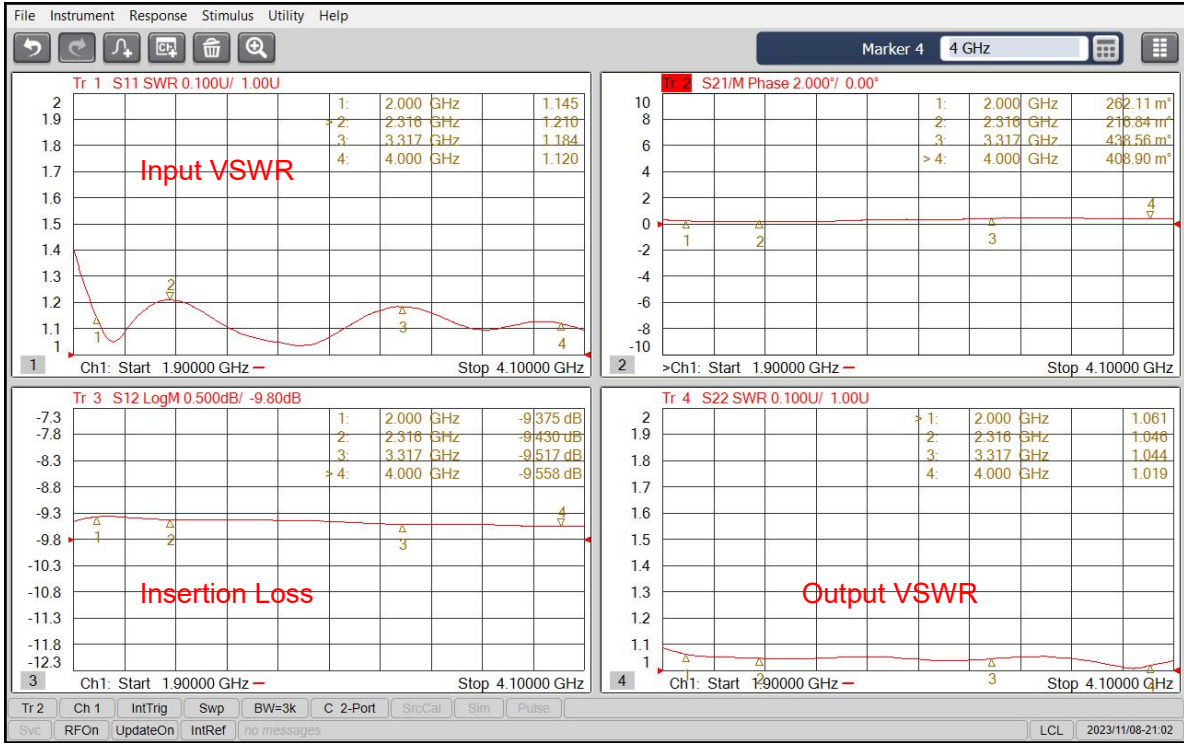 File Instrument Response Stimulus Utility Help
Marker 4 4 GHz
Tr 1 S11 SWR 0.100U/ 1.00U
2
1.9
1.8
1.7
1.6
1.5
1.4
1.3
1.2
1.1
1
1: 2.000 GHz 1.145
> 2: 2.316 GHz 1.210
3: 3.317 GHz 1.184
4: 4.000 GHz 1.120
Input VSWR
1
2
3
4
1 Ch1: Start 1.90000 GHz Stop 4.10000 GHz
Tr 2 S21/M Phase 2.000°/ 0.00°
10
8
6
4
2
0
-2
-4
-6
-8
-10
1: 2.000 GHz 262.11 m°
2: 2.316 GHz 216.84 m°
3: 3.317 GHz 438.56 m°
> 4: 4.000 GHz 408.90 m°
1
2
3
4
2 >Ch1: Start 1.90000 GHz Stop 4.10000 GHz
Tr 3 S12 LogM 0.500dB/ -9.80dB
-7.3
-7.8
-8.3
-8.8
-9.3
-9.8
-10.3
-10.8
-11.3
-11.8
-12.3
1: 2.000 GHz -9.375 dB
2: 2.316 GHz -9.430 dB
3: 3.317 GHz -9.517 dB
> 4: 4.000 GHz -9.558 dB
1
2
3
4
Insertion Loss
3 Ch1: Start 1.90000 GHz Stop 4.10000 GHz
Tr 4 S22 SWR 0.100U/ 1.00U
2
1.9
1.8
1.7
1.6
1.5
1.4
1.3
1.2
1.1
1
> 1: 2.000 GHz 1.061
2: 2.316 GHz 1.046
3: 3.317 GHz 1.044
4: 4.000 GHz 1.019
Output VSWR
1
2
3
4
4 Ch1: Start 1.90000 GHz Stop 4.10000 GHz
Tr 2 Ch 1 IntTrig Swp BW=3k C 2-Port SrcCal Sim Pulse
Svc RFOn UpdateOn IntRef no messages LCL 2023/11/08-21:02